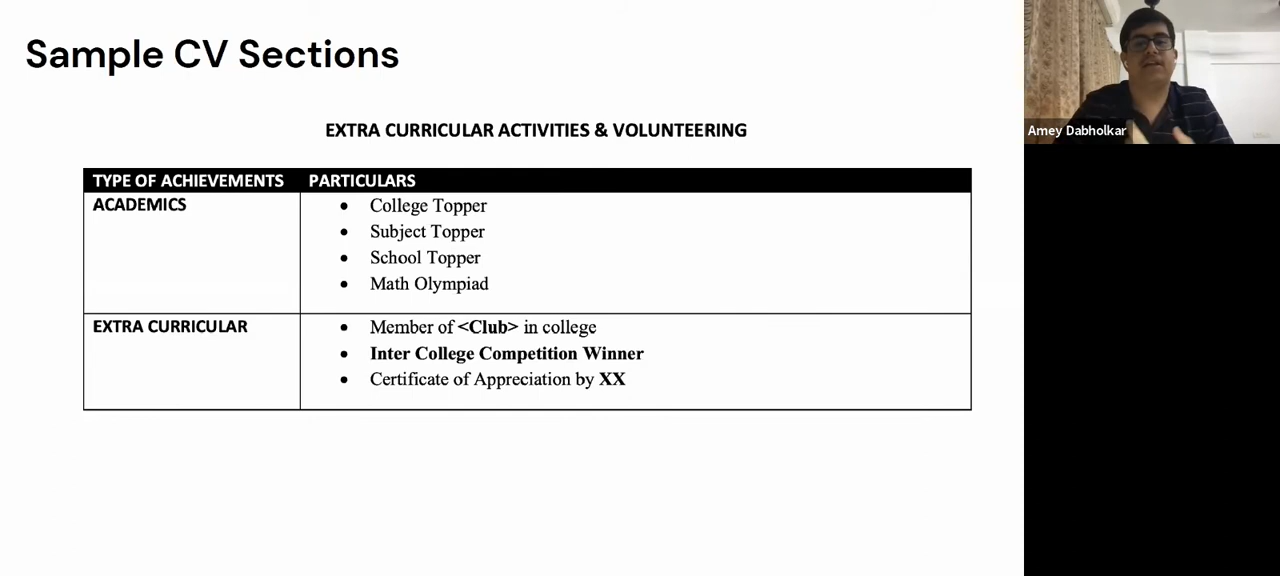 Sample CV Sections
EXTRA CURRICULAR ACTIVITIES & VOLUNTEERING
TYPE OF ACHIEVEMENTS PARTICULARS
ACADEMICS
• College Topper
• Subject Topper
• School Topper
• Math Olympiad
EXTRA CURRICULAR
• Member of <Club> in college
• Inter College Competition Winner
• Certificate of Appreciation by XX
Amey Dabholkar